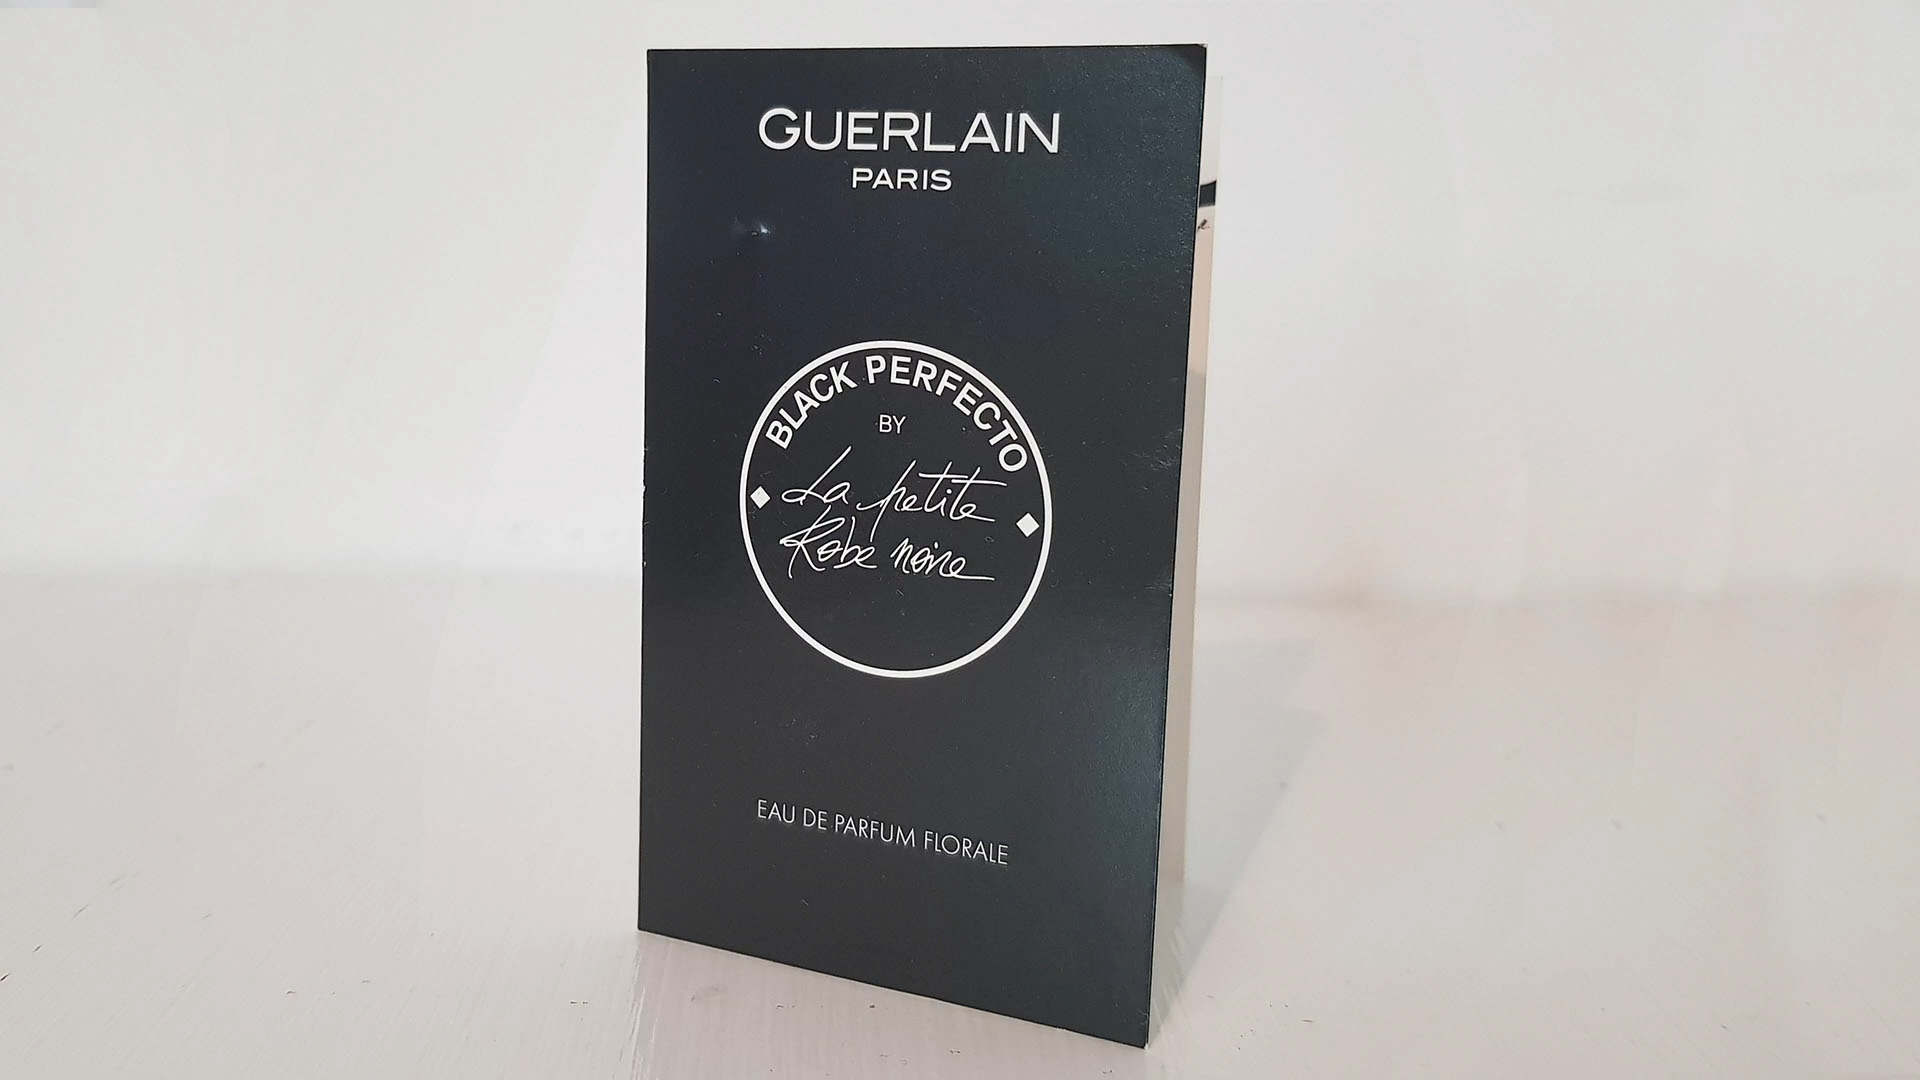 GUERLAIN
PARIS
BLACK PERFECTO
BY
La petite
Robe noire
EAU DE PARFUM FLORALE